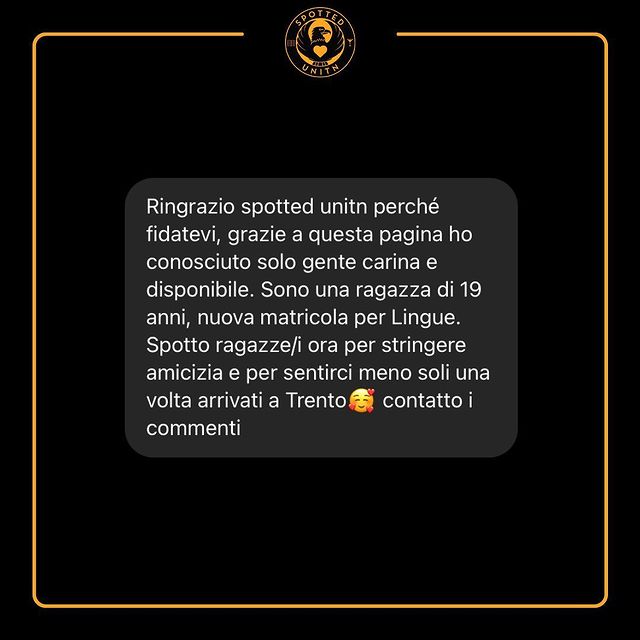 SPOTTED
UNITN
Ringrazio spotted unitn perché
fidatevi, grazie a questa pagina ho
conosciuto solo gente carina e
disponibile. Sono una ragazza di 19
anni, nuova matricola per Lingue.
Spotto ragazze/i ora per stringere
amicizia e per sentirci meno soli una
volta arrivati a Trento🥰 contatto i
commenti